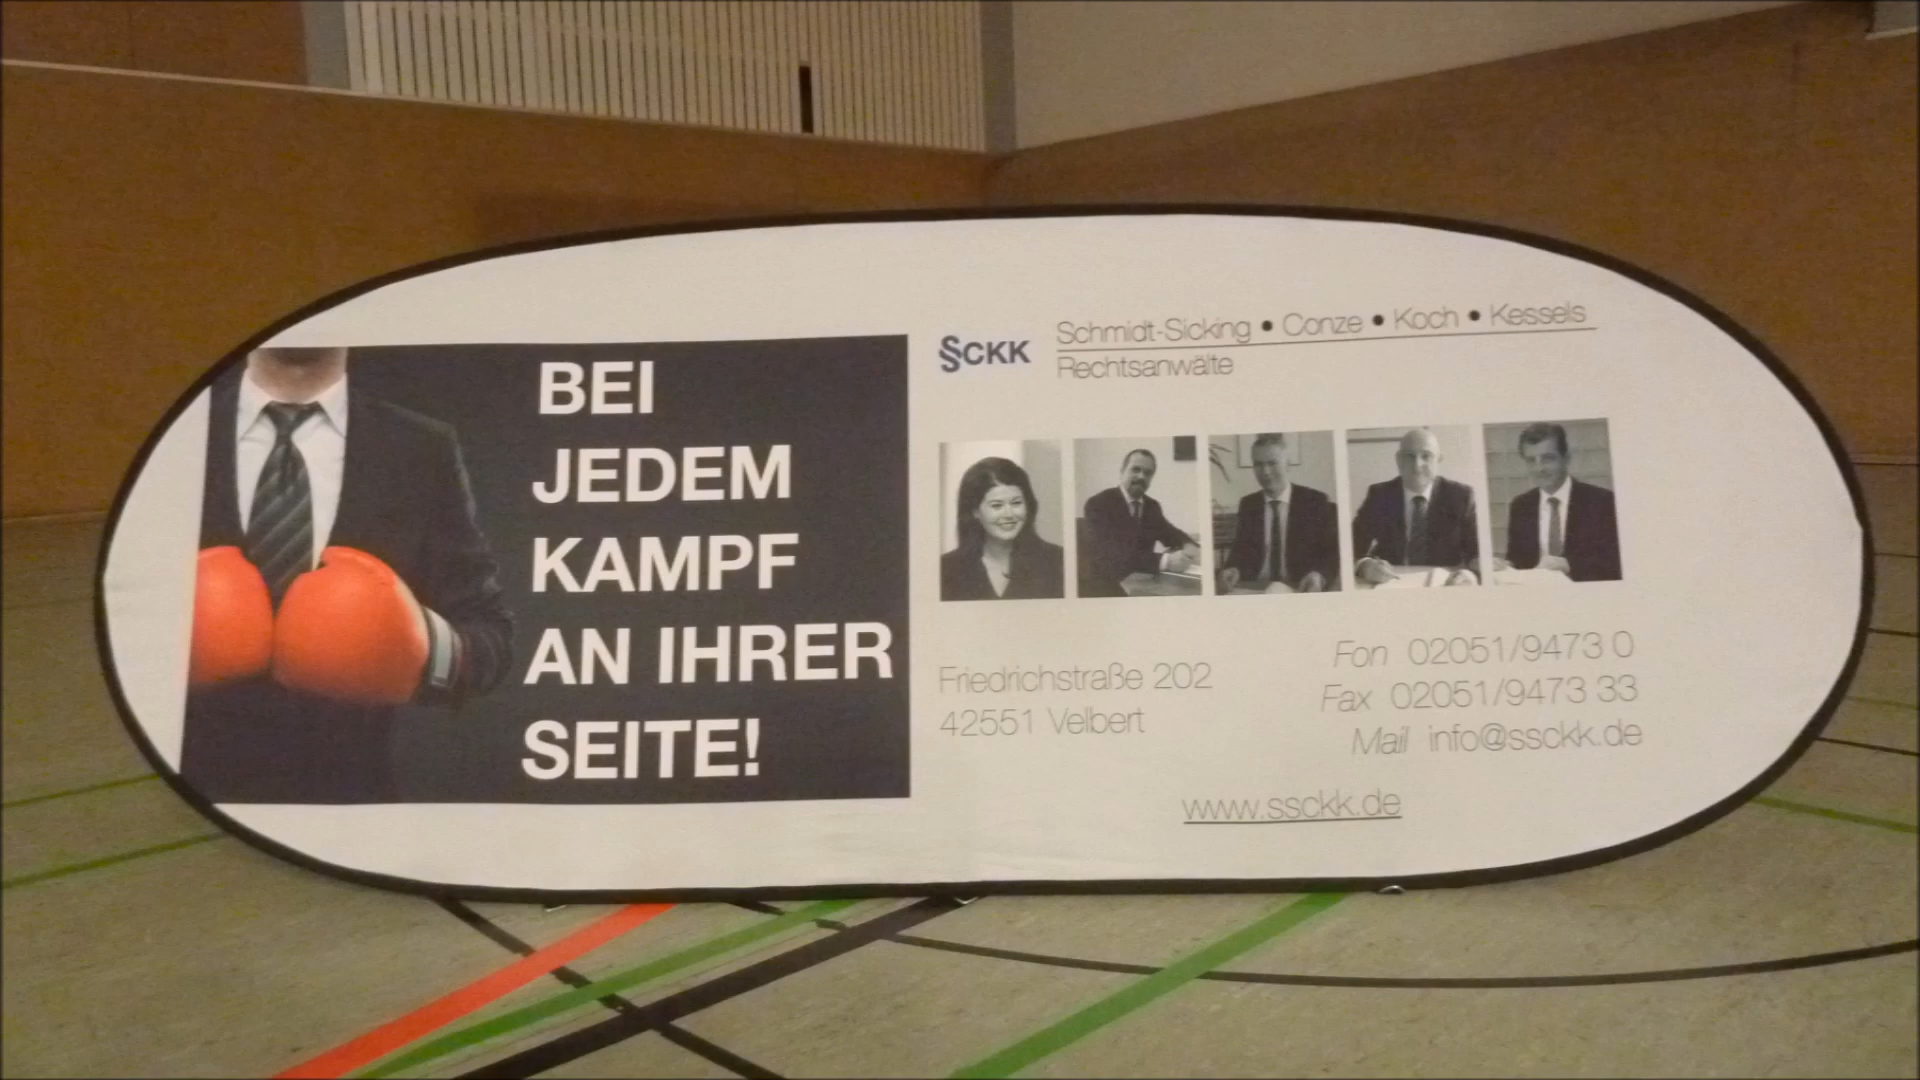 BEI
JEDEM
KAMPF
AN IHRER
SEITE!
§CKK
Schmidt-Sicking • Conze • Koch • Kessels
Rechtsanwälte
Friedrichstraße 202
42551 Velbert
Fon 02051/9473 0
Fax 02051/9473 33
Mail info@ssckk.de
www.ssckk.de